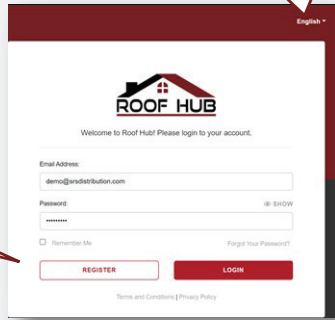 English
ROOF HUB
Welcome to Roof Hub! Please login to your account.
Email Address:
demo@srsdistribution.com
Password:
SHOW
Remember Me
Forgot Your Password?
REGISTER
LOGIN
Terms and Conditions | Privacy Policy